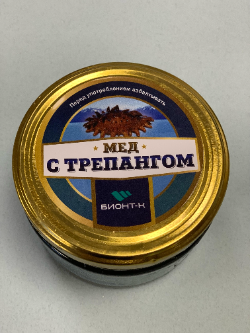 Перед употреблением взбалтывать
МЕД
С ТРЕПАНГОМ
БИОНТ-К